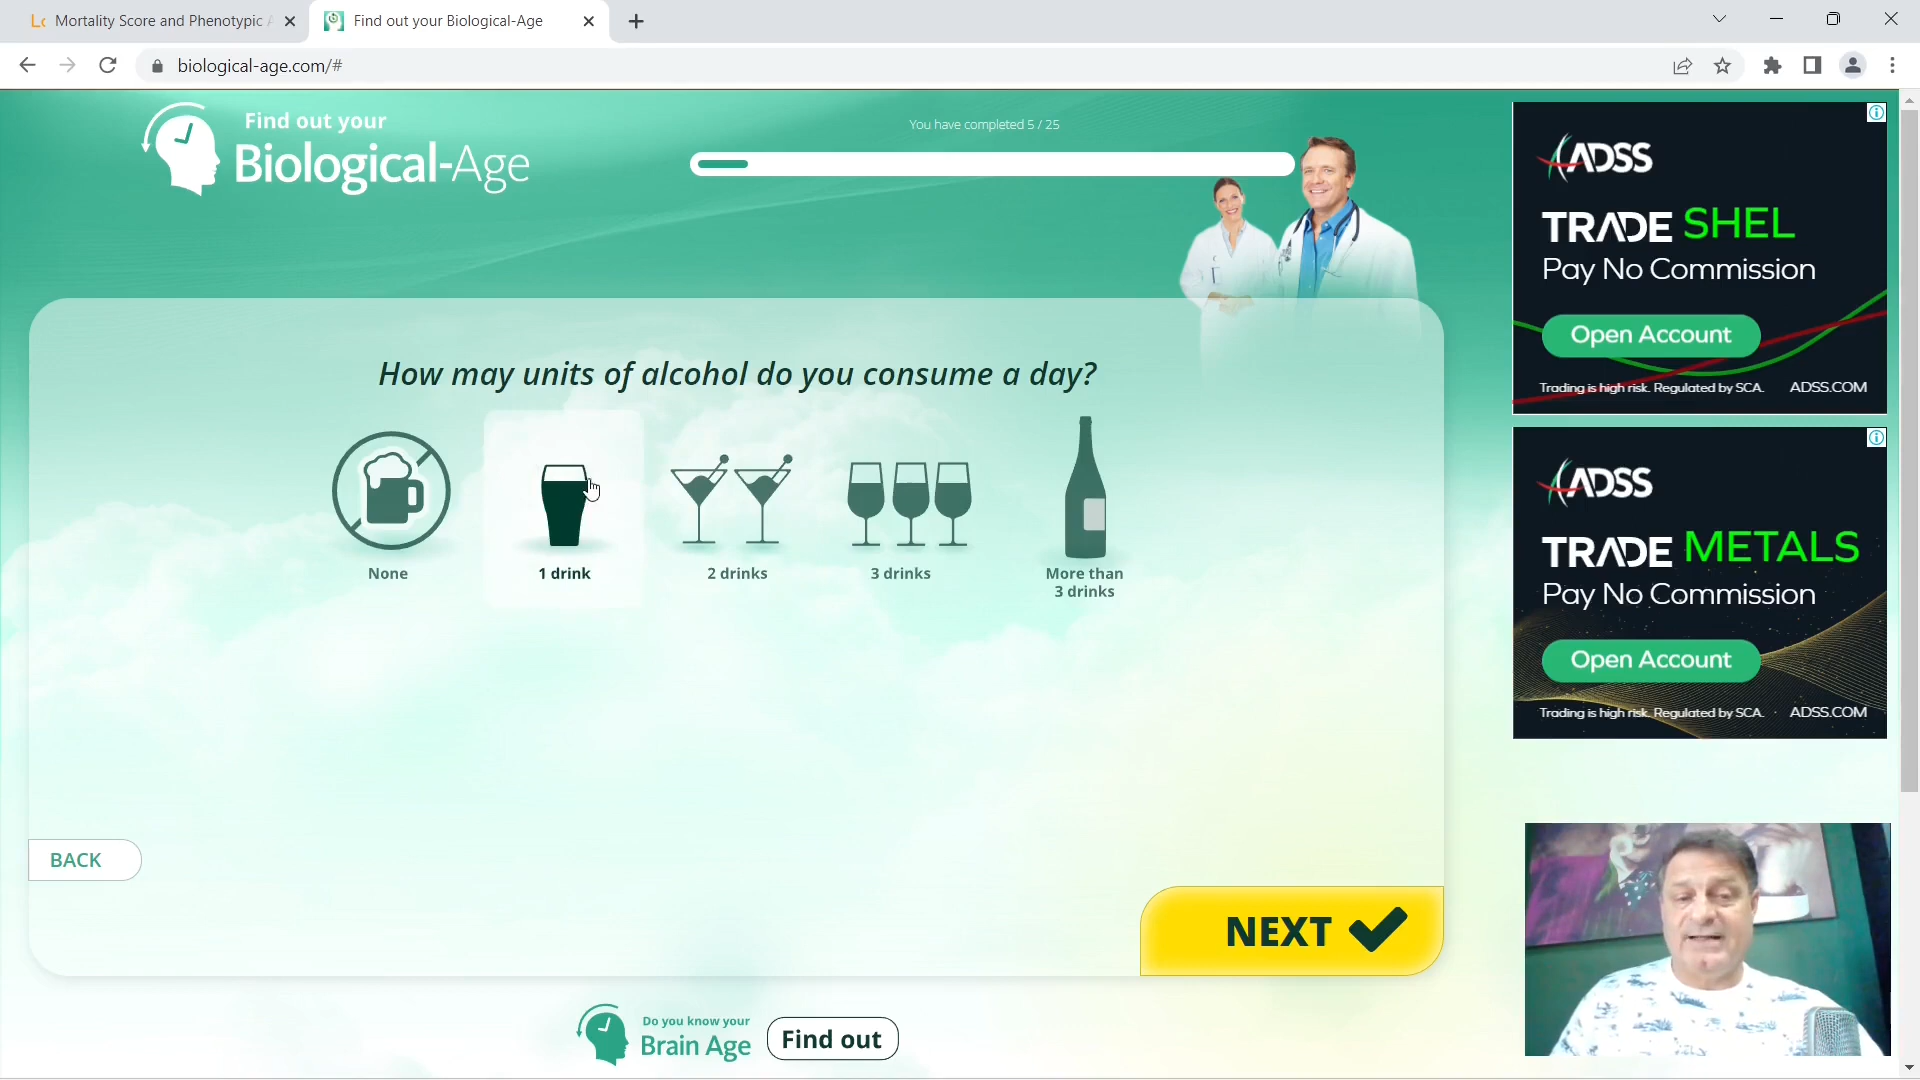 Mortality Score and Phenotypic
Find out your Biological-Age
biological-age.com/#
Find out your
Biological-Age
You have completed 5 / 25
How may units of alcohol do you consume a day?
None
1 drink
2 drinks
3 drinks
More than
3 drinks
BACK
NEXT
Do you know your
Brain Age
Find out
ADSS
TRADE SHEL
Pay No Commission
Open Account
Trading is high risk. Regulated by SCA.
ADSS.COM
ADSS
TRADE METALS
Pay No Commission
Open Account
Trading is high risk. Regulated by SCA.
ADSS.COM